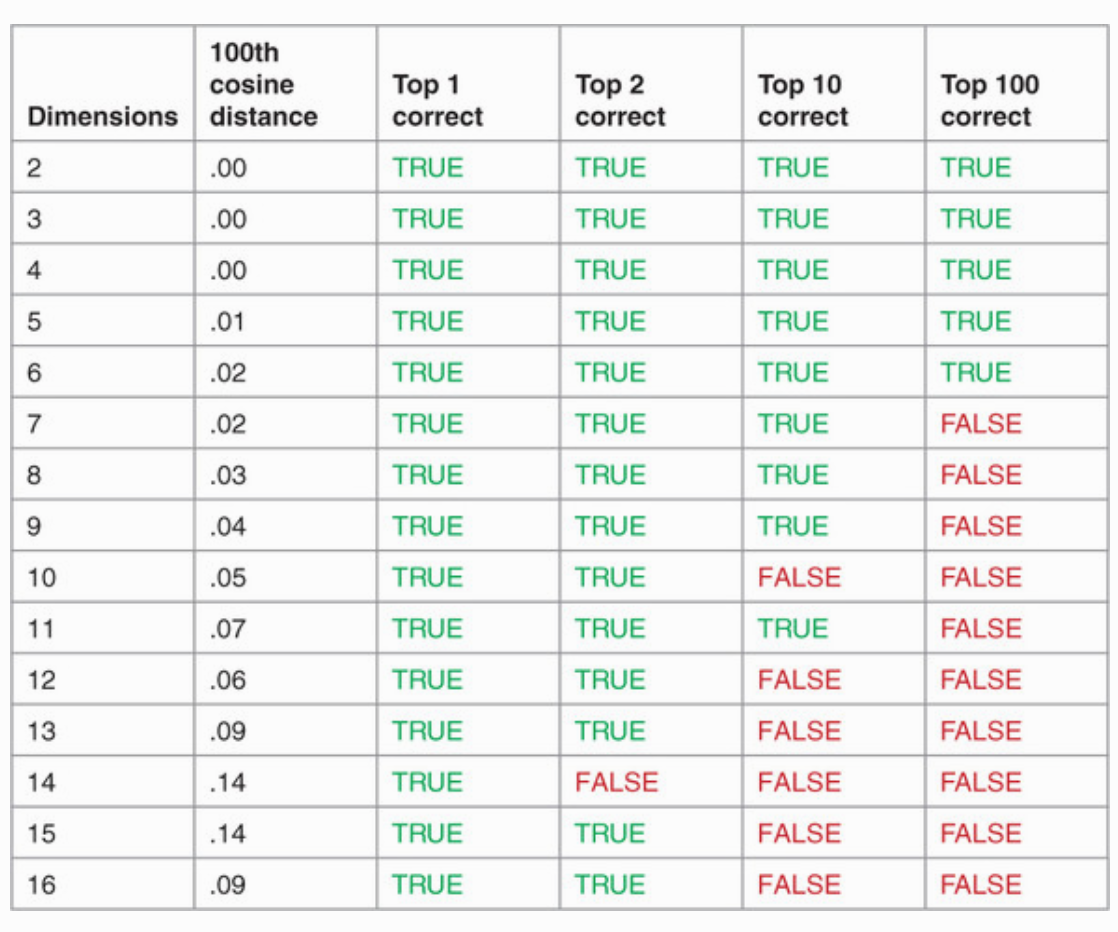 Dimensions | 100th cosine distance | Top 1 correct | Top 2 correct | Top 10 correct | Top 100 correct
2 | .00 | TRUE | TRUE | TRUE | TRUE
3 | .00 | TRUE | TRUE | TRUE | TRUE
4 | .00 | TRUE | TRUE | TRUE | TRUE
5 | .01 | TRUE | TRUE | TRUE | TRUE
6 | .02 | TRUE | TRUE | TRUE | TRUE
7 | .02 | TRUE | TRUE | TRUE | FALSE
8 | .03 | TRUE | TRUE | TRUE | FALSE
9 | .04 | TRUE | TRUE | TRUE | FALSE
10 | .05 | TRUE | TRUE | FALSE | FALSE
11 | .07 | TRUE | TRUE | TRUE | FALSE
12 | .06 | TRUE | TRUE | FALSE | FALSE
13 | .09 | TRUE | TRUE | FALSE | FALSE
14 | .14 | TRUE | FALSE | FALSE | FALSE
15 | .14 | TRUE | TRUE | FALSE | FALSE
16 | .09 | TRUE | TRUE | FALSE | FALSE